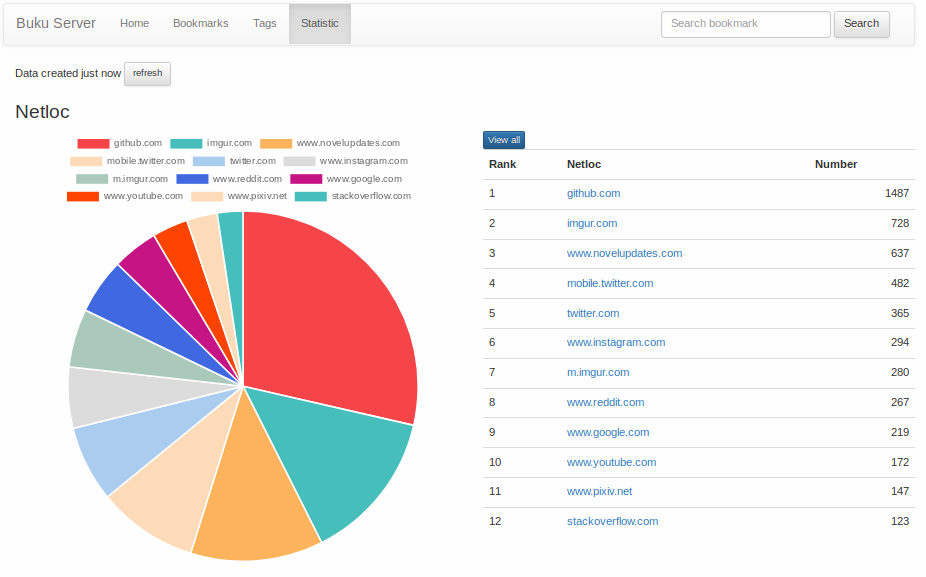 Buku Server Home Bookmarks Tags Statistic Search bookmark Search
Data created just now refresh
Netloc
github.com imgur.com www.novelupdates.com
mobile.twitter.com twitter.com www.instagram.com
m.imgur.com www.reddit.com www.google.com
www.youtube.com www.pixiv.net stackoverflow.com
View all
Rank Netloc Number
1 github.com 1487
2 imgur.com 728
3 www.novelupdates.com 637
4 mobile.twitter.com 482
5 twitter.com 365
6 www.instagram.com 294
7 m.imgur.com 280
8 www.reddit.com 267
9 www.google.com 219
10 www.youtube.com 172
11 www.pixiv.net 147
12 stackoverflow.com 123